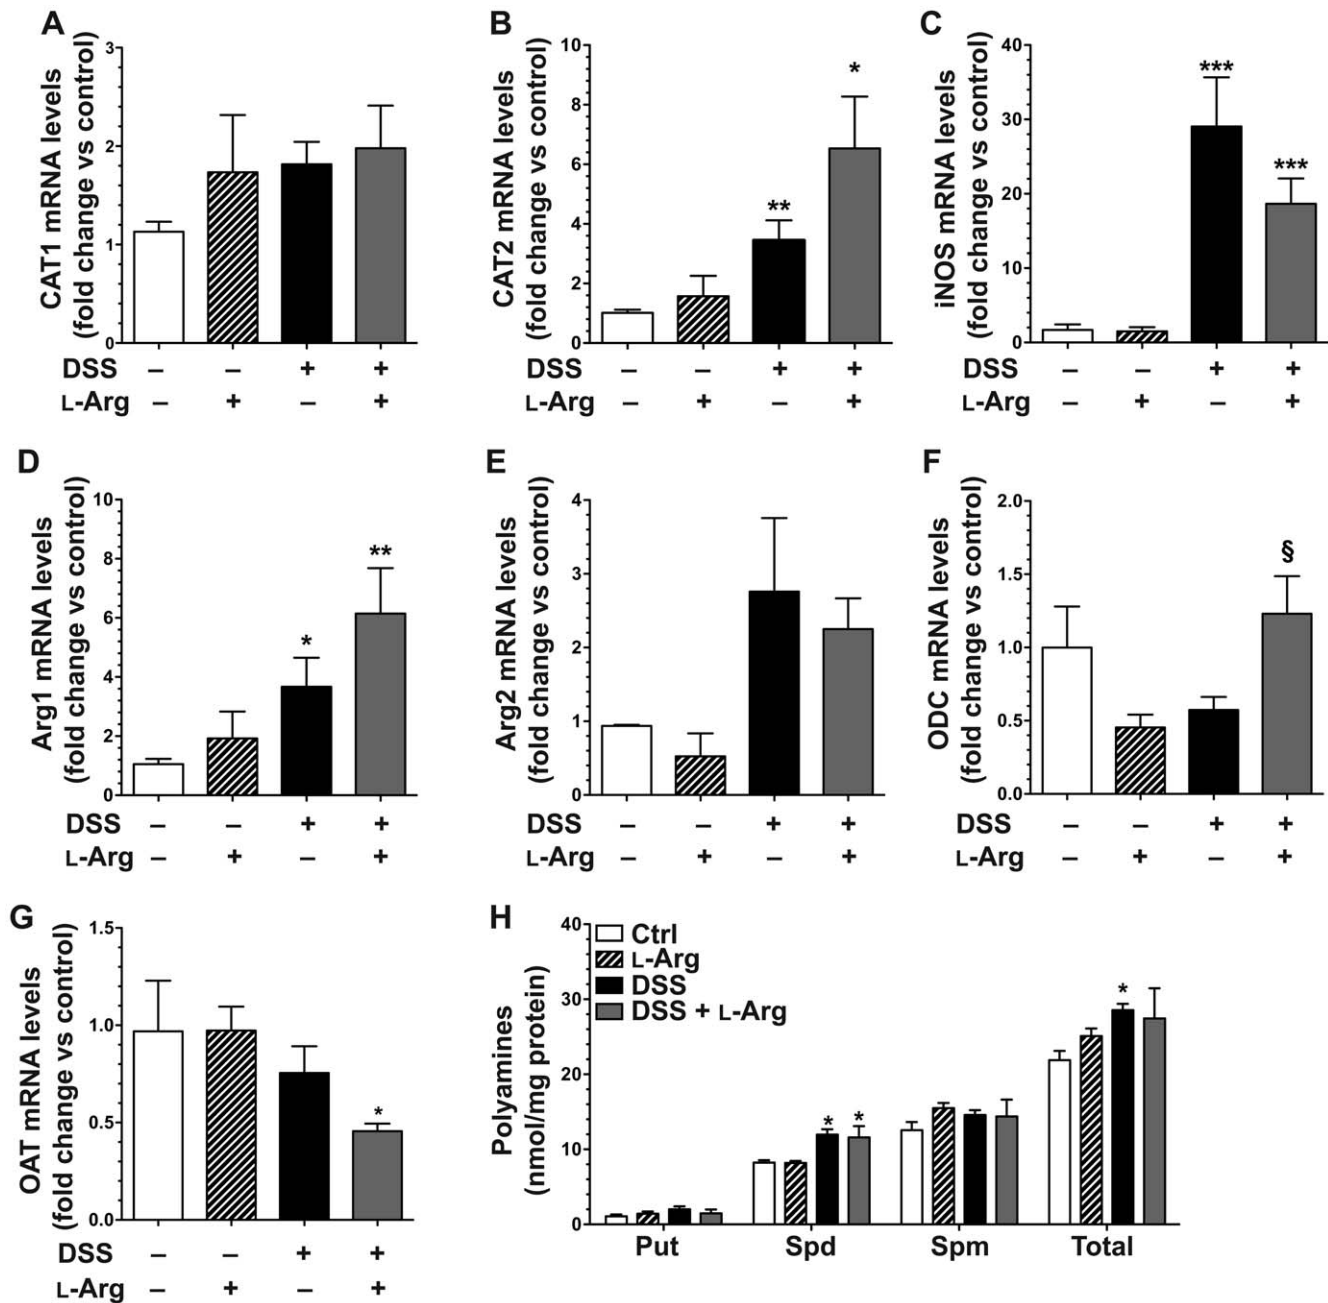 A
CAT1 mRNA levels
(fold change vs control)
3
2
1
0
DSS – – + +
L-Arg – + – +
B
CAT2 mRNA levels
(fold change vs control)
10
8
6
4
2
0
**
*
DSS – – + +
L-Arg – + – +
C
iNOS mRNA levels
(fold change vs control)
40
30
20
10
0
***
***
DSS – – + +
L-Arg – + – +
D
Arg1 mRNA levels
(fold change vs control)
10
8
6
4
2
0
*
**
DSS – – + +
L-Arg – + – +
E
Arg2 mRNA levels
(fold change vs control)
4
3
2
1
0
DSS – – + +
L-Arg – + – +
F
ODC mRNA levels
(fold change vs control)
2.0
1.5
1.0
0.5
0.0
§
DSS – – + +
L-Arg – + – +
G
OAT mRNA levels
(fold change vs control)
1.5
1.0
0.5
0.0
*
DSS – – + +
L-Arg – + – +
H
Polyamines
(nmol/mg protein)
40
30
20
10
0
Ctrl
L-Arg
DSS
DSS + L-Arg
* *
*
Put Spd Spm Total